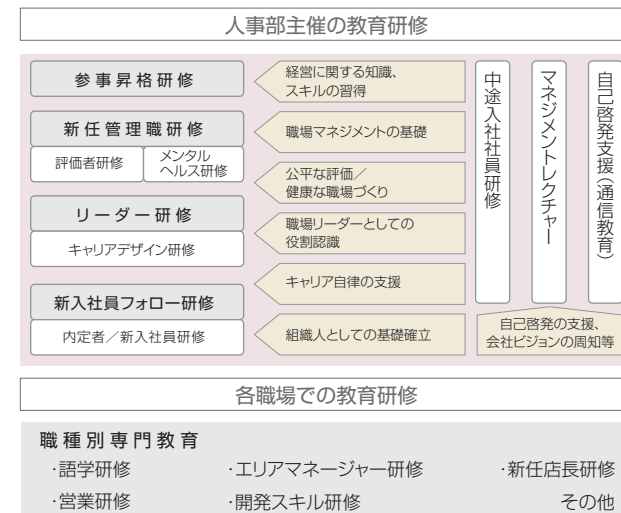 人事部主催の教育研修
参事昇格研修
経営に関する知識、
スキルの習得
新任管理職研修
職場マネジメントの基礎
評価者研修
メンタル
ヘルス研修
公平な評価／
健康な職場づくり
リーダー研修
職場リーダーとしての
役割認識
キャリアデザイン研修
キャリア自律の支援
新入社員フォロー研修
内定者／新入社員研修
組織人としての基礎確立
中途入社社員研修
マネジメントレクチャー
自己啓発支援（通信教育）
自己啓発の支援、
会社ビジョンの周知等
各職場での教育研修
職種別専門教育
·語学研修 ·エリアマネージャー研修 ·新任店長研修
·営業研修 ·開発スキル研修 その他